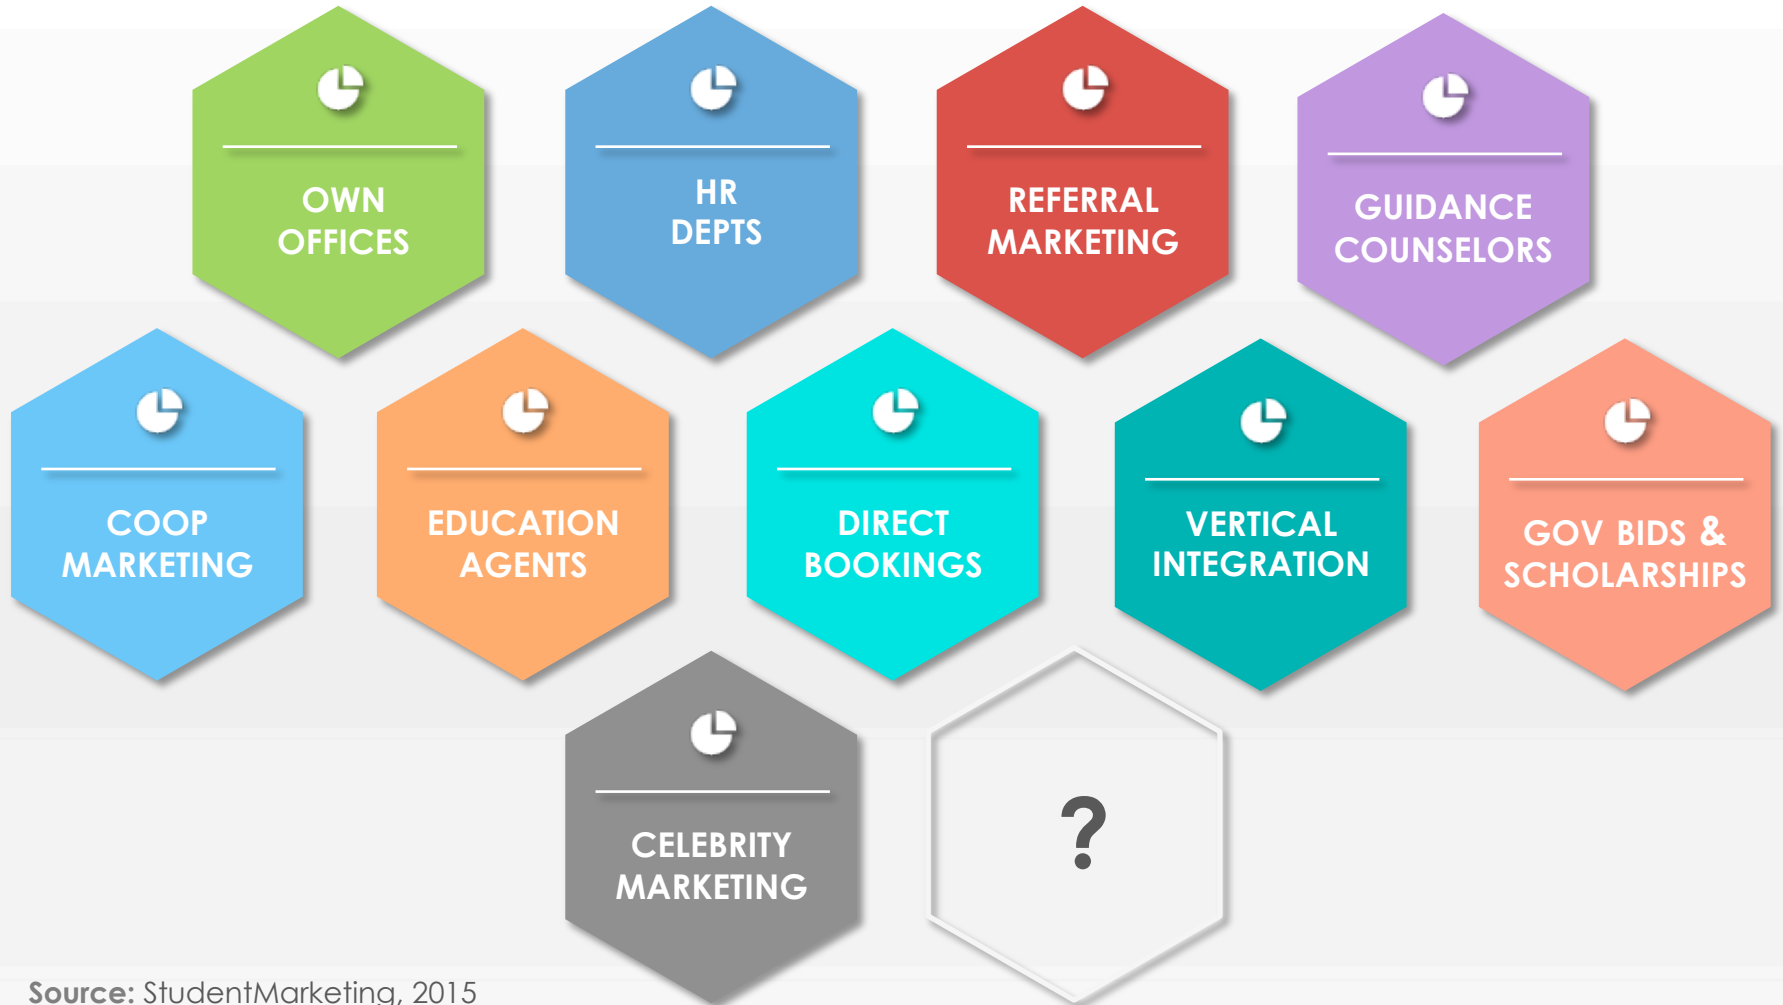 OWN
OFFICES
HR
DEPTS
REFERRAL
MARKETING
GUIDANCE
COUNSELORS
COOP
MARKETING
EDUCATION
AGENTS
DIRECT
BOOKINGS
VERTICAL
INTEGRATION
GOV BIDS &
SCHOLARSHIPS
CELEBRITY
MARKETING
?
Source: StudentMarketing, 2015